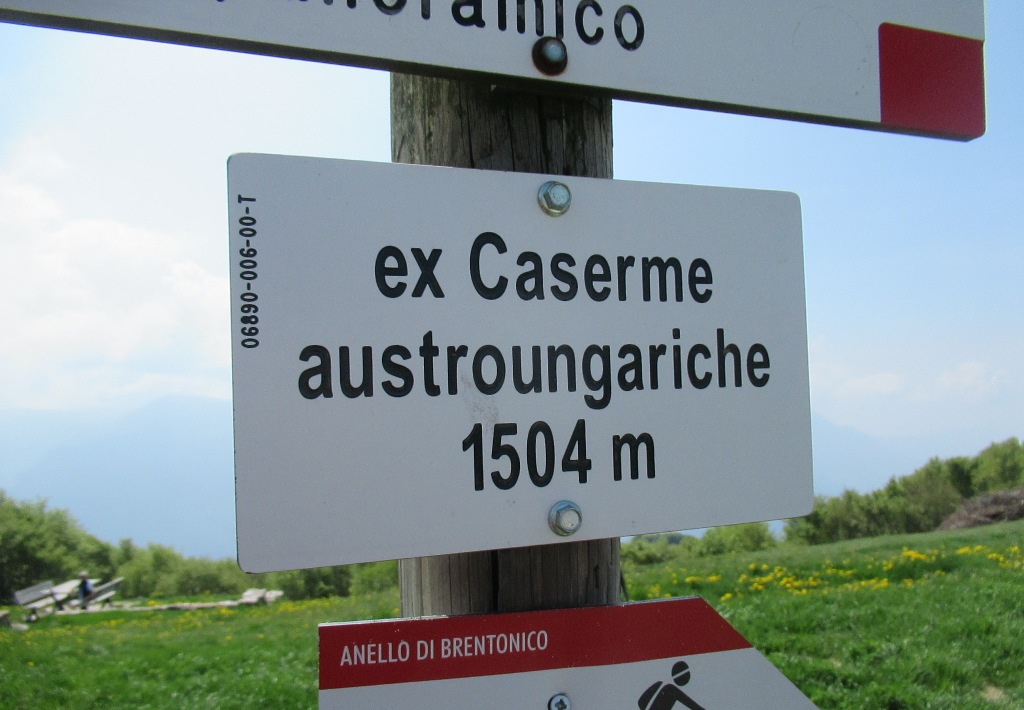 06890-006-00-T
ex Caserme
austroungariche
1504 m
ANELLO DI BRENTONICO